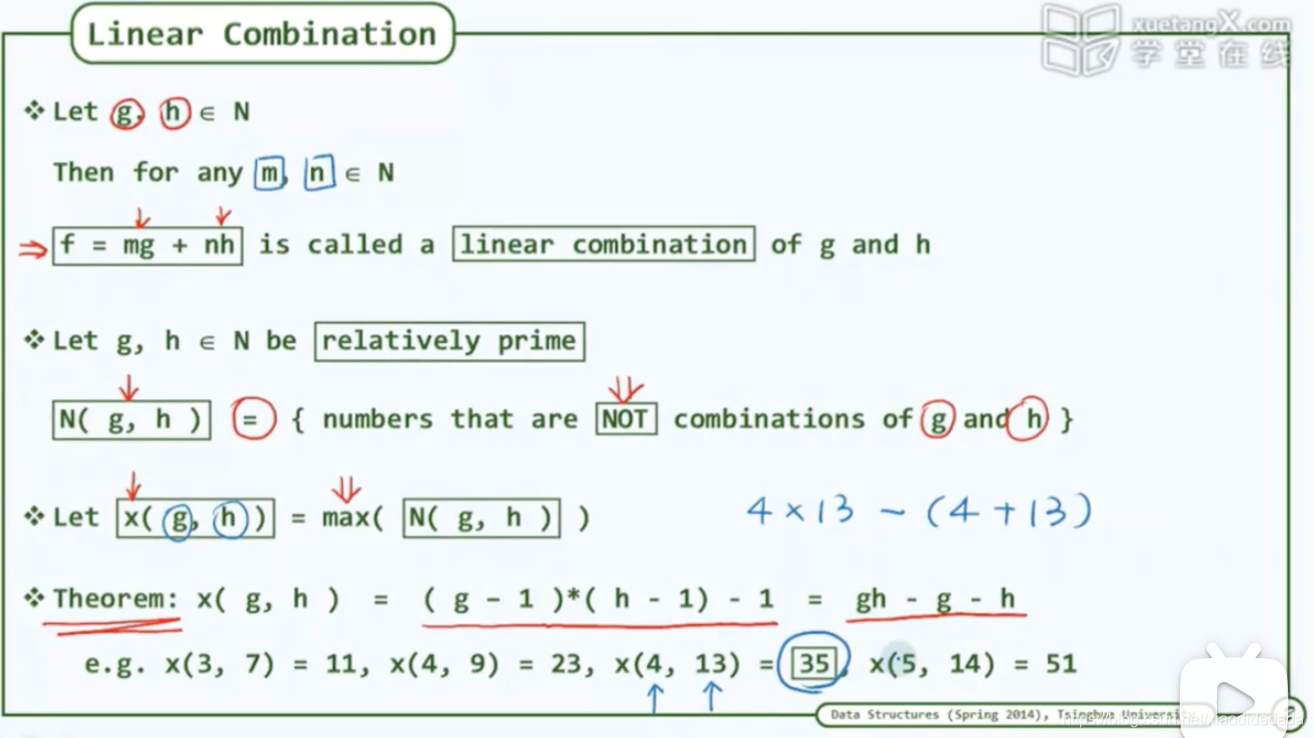 Linear Combination
xuetangX.com
学堂在线
❖ Let g, h ∈ N
Then for any m, n ∈ N
⇒ f = mg + nh is called a linear combination of g and h
❖ Let g, h ∈ N be relatively prime
N( g, h ) = { numbers that are NOT combinations of g and h }
❖ Let x( g, h ) = max( N( g, h ) )
4 × 13 - (4 + 13)
❖ Theorem: x( g, h ) = ( g - 1 )*( h - 1) - 1 = gh - g - h
e.g. x(3, 7) = 11, x(4, 9) = 23, x(4, 13) = 35, x(5, 14) = 51
Data Structures (Spring 2014), Tsinghua University